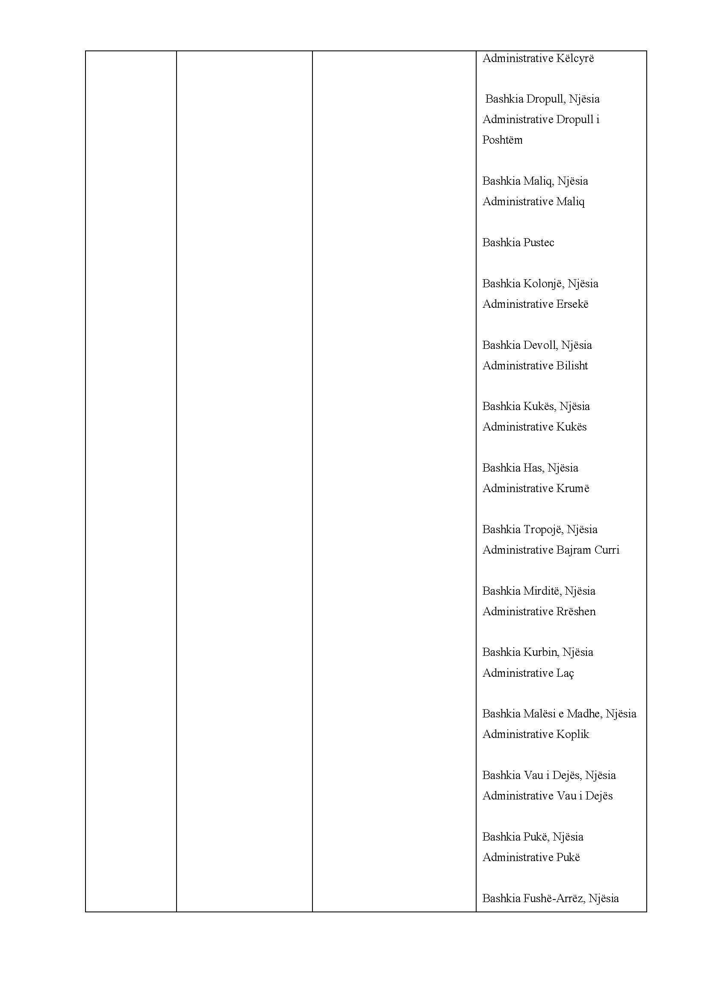 Administrative Këlcyrë
Bashkia Dropull, Njësia
Administrative Dropull i
Poshtëm
Bashkia Maliq, Njësia
Administrative Maliq
Bashkia Pustec
Bashkia Kolonjë, Njësia
Administrative Ersekë
Bashkia Devoll, Njësia
Administrative Bilisht
Bashkia Kukës, Njësia
Administrative Kukës
Bashkia Has, Njësia
Administrative Krumë
Bashkia Tropojë, Njësia
Administrative Bajram Curri
Bashkia Mirditë, Njësia
Administrative Rrëshen
Bashkia Kurbin, Njësia
Administrative Laç
Bashkia Malësi e Madhe, Njësia
Administrative Koplik
Bashkia Vau i Dejës, Njësia
Administrative Vau i Dejës
Bashkia Pukë, Njësia
Administrative Pukë
Bashkia Fushë-Arrëz, Njësia